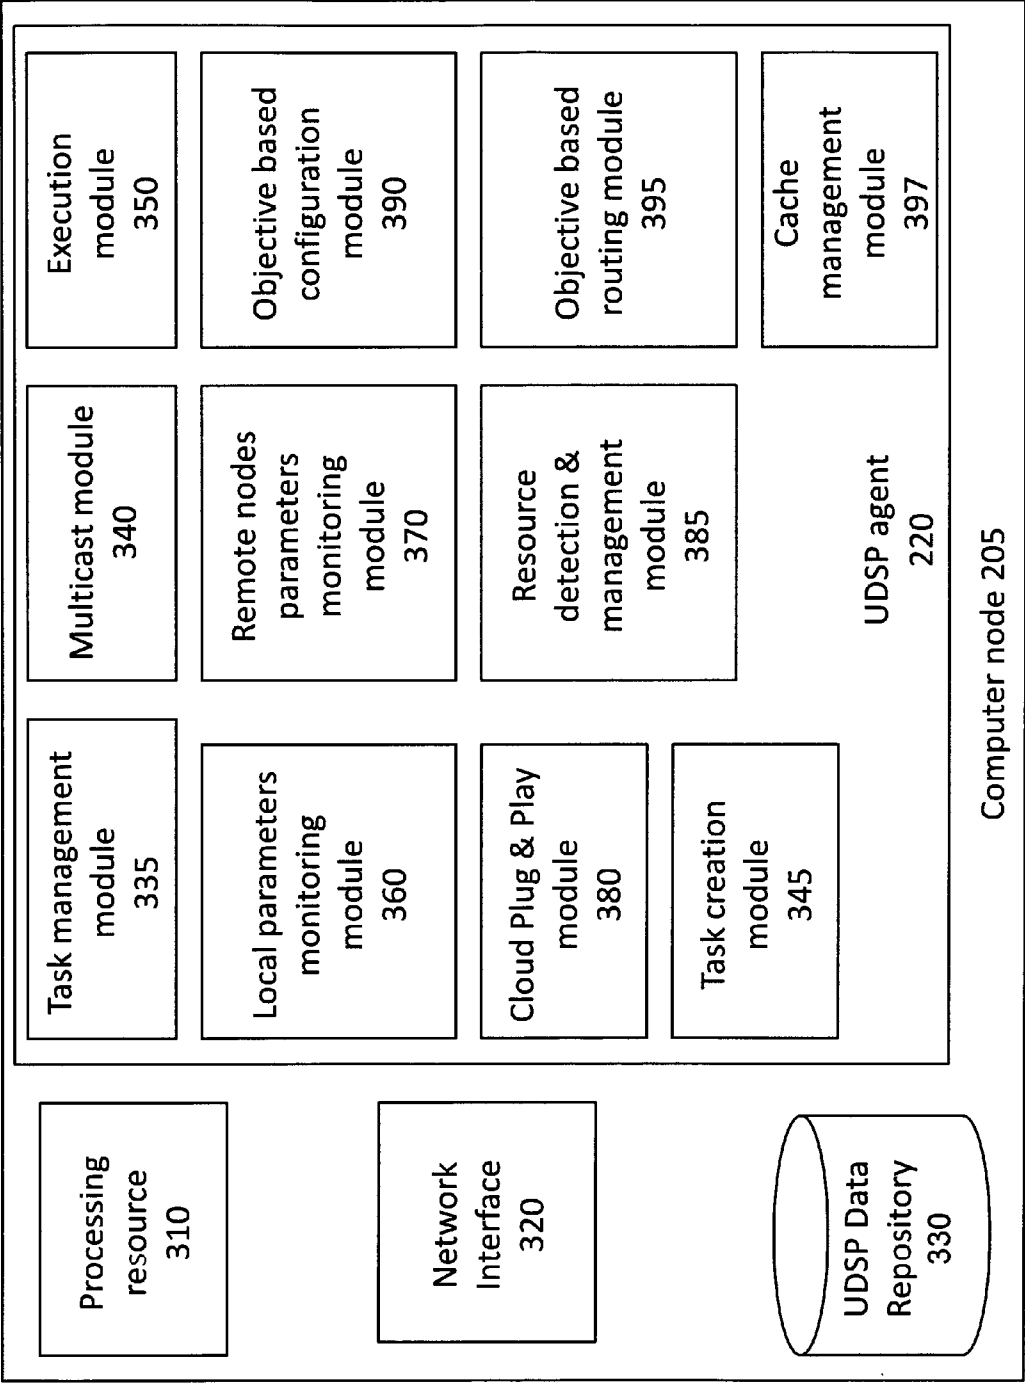 Processing
resource
310
Network
Interface
320
UDSP Data
Repository
330
Task management
module
335
Multicast module
340
Execution
module
350
Local parameters
monitoring
module
360
Remote nodes
parameters
monitoring
module
370
Objective based
configuration
module
390
Cloud Plug & Play
module
380
Resource
detection &
management
module
385
Objective based
routing module
395
Task creation
module
345
Cache
management
module
397
UDSP agent
220
Computer node 205